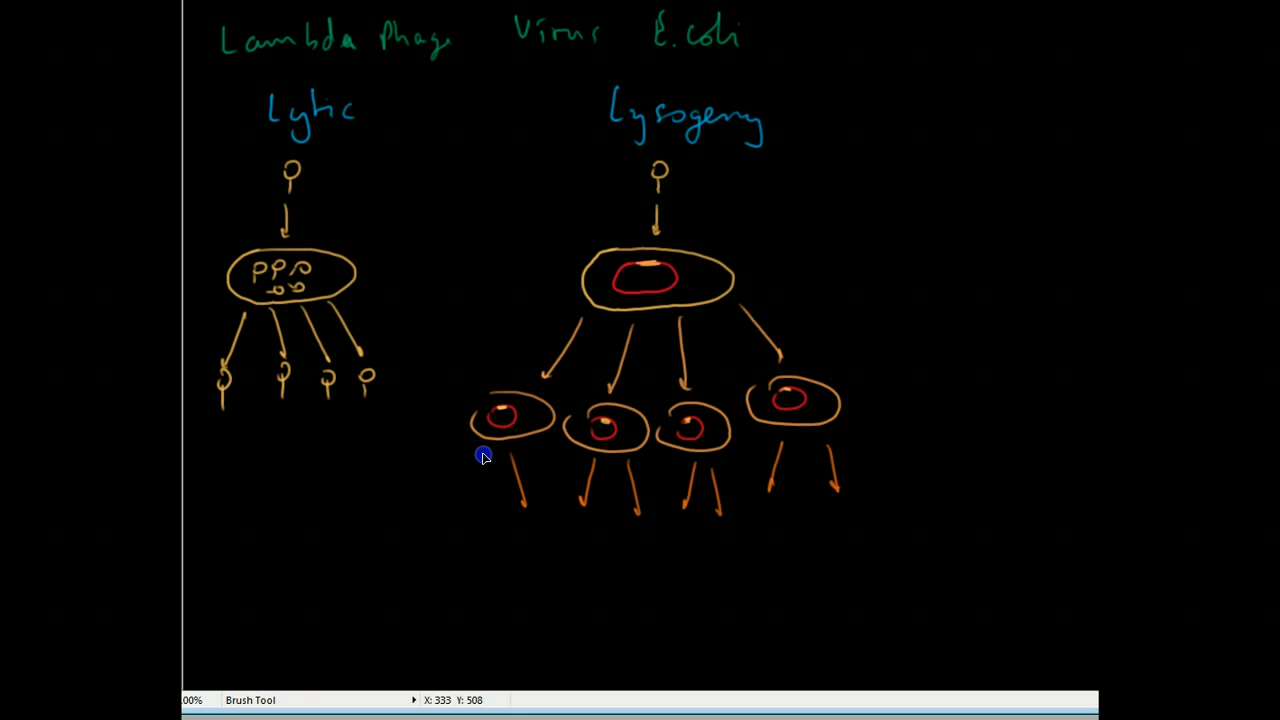 Lambda Phage Virus E.coli
Lytic Lysogeny
.00% Brush Tool X: 333 Y: 508